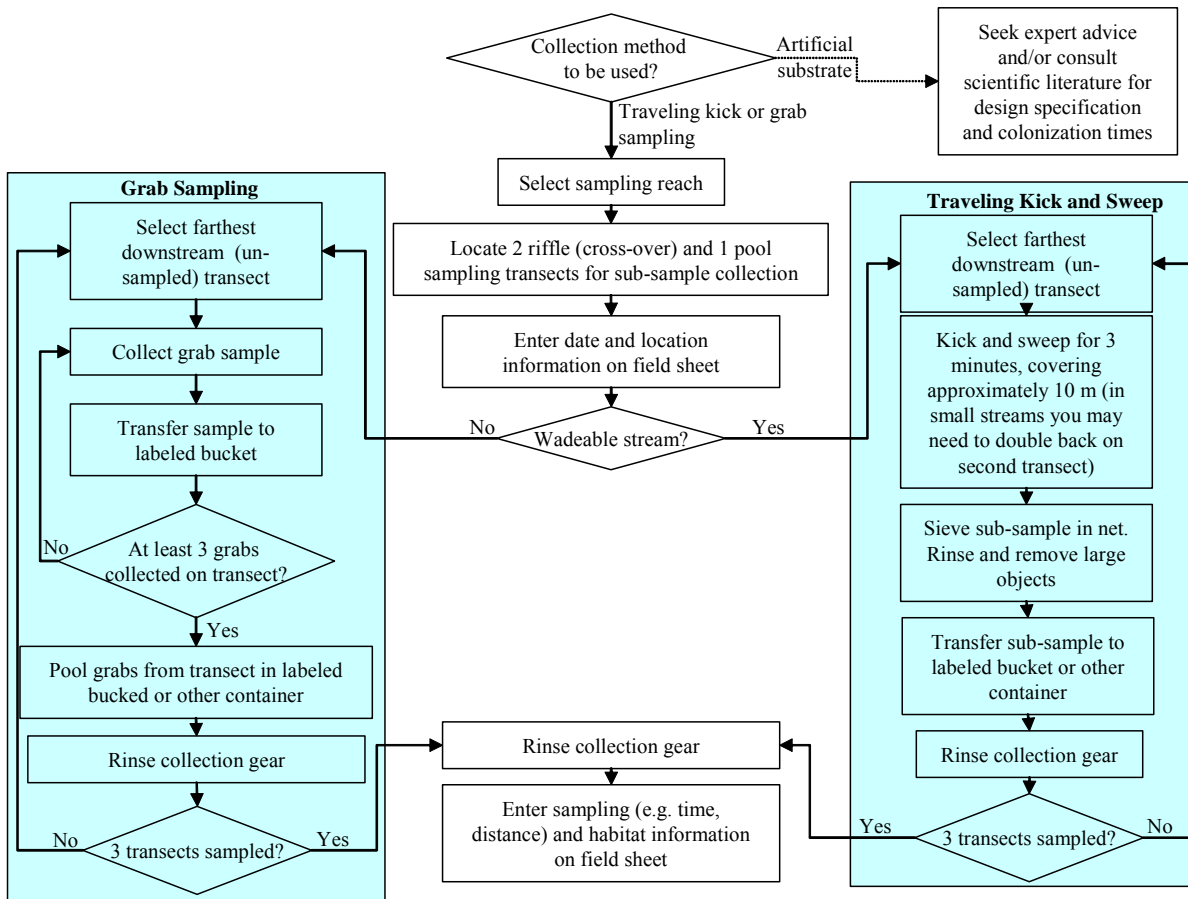 Collection method
to be used?
Artificial
substrate
Seek expert advice
and/or consult
scientific literature for
design specification
and colonization times
Traveling kick or grab
sampling
Select sampling reach
Locate 2 riffle (cross-over) and 1 pool
sampling transects for sub-sample collection
Enter date and location
information on field sheet
Wadeable stream?
No
Yes
Grab Sampling
Select farthest
downstream (un-
sampled) transect
Collect grab sample
Transfer sample to
labeled bucket
At least 3 grabs
collected on transect?
No
Yes
Pool grabs from transect in labeled
bucked or other container
Rinse collection gear
3 transects sampled?
No
Yes
Traveling Kick and Sweep
Select farthest
downstream (un-
sampled) transect
Kick and sweep for 3
minutes, covering
approximately 10 m (in
small streams you may
need to double back on
second transect)
Sieve sub-sample in net.
Rinse and remove large
objects
Transfer sub-sample to
labeled bucket or other
container
Rinse collection gear
3 transects sampled?
Yes
No
Rinse collection gear
Enter sampling (e.g. time,
distance) and habitat information
on field sheet